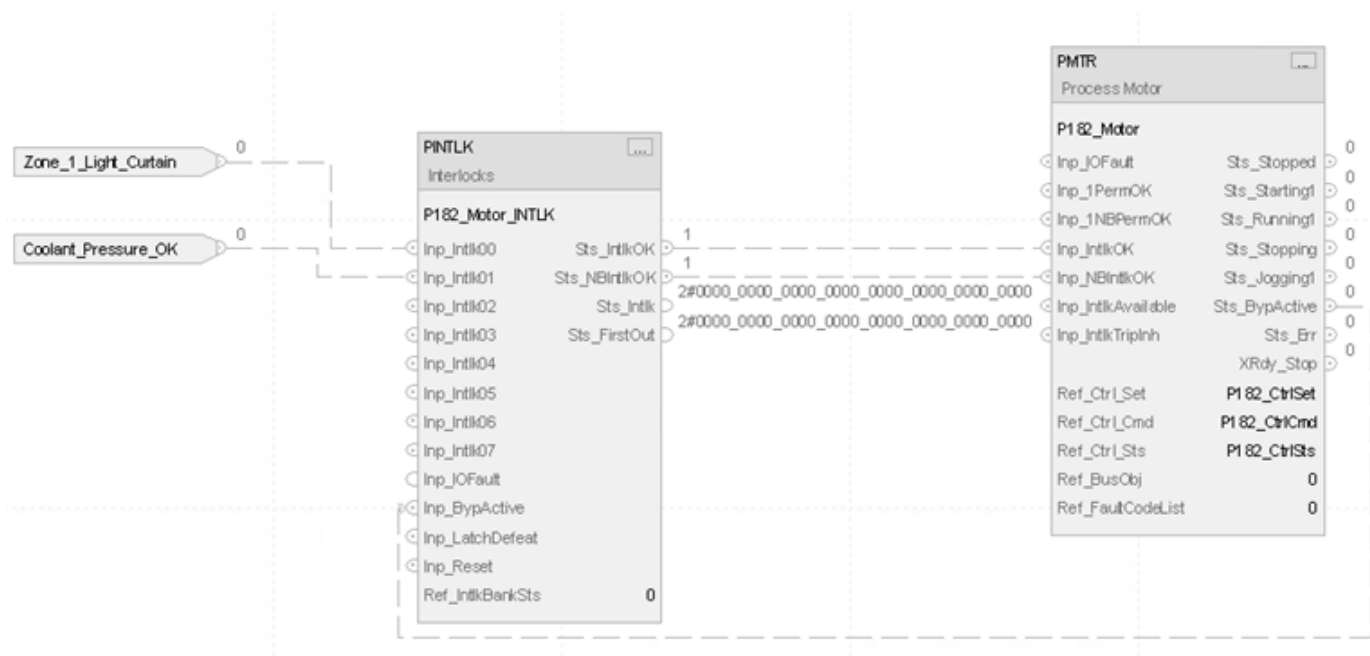 Zone_1_Light_Curtain
0
Coolant_Pressure_OK
0
PINTLK
...
Interlocks
P182_Motor_INTLK
Inp_Intlk00
Sts_IntlkOK
1
Inp_Intlk01
Sts_NBIntlkOK
1
Inp_Intlk02
Sts_Intlk
2#0000_0000_0000_0000_0000_0000_0000_0000
Inp_Intlk03
Sts_FirstOut
2#0000_0000_0000_0000_0000_0000_0000_0000
Inp_Intlk04
Inp_Intlk05
Inp_Intlk06
Inp_Intlk07
Inp_IOFault
Inp_BypActive
Inp_LatchDefeat
Inp_Reset
Ref_IntlkBankSts
0
PMTR
...
Process Motor
P182_Motor
Inp_IOFault
Sts_Stopped
0
Inp_1PermOK
Sts_Starting1
0
Inp_1NBPermOK
Sts_Running1
0
Inp_IntlkOK
Sts_Stopping
0
Inp_NBIntlkOK
Sts_Jogging1
0
Inp_IntlkAvailable
Sts_BypActive
0
Inp_IntlkTripInh
Sts_Err
0
XRdy_Stop
0
Ref_Ctrl_Set
P182_CtrlSet
Ref_Ctrl_Cmd
P182_CtrlCmd
Ref_Ctrl_Sts
P182_CtrlSts
Ref_BusObj
0
Ref_FaultCodeList
0